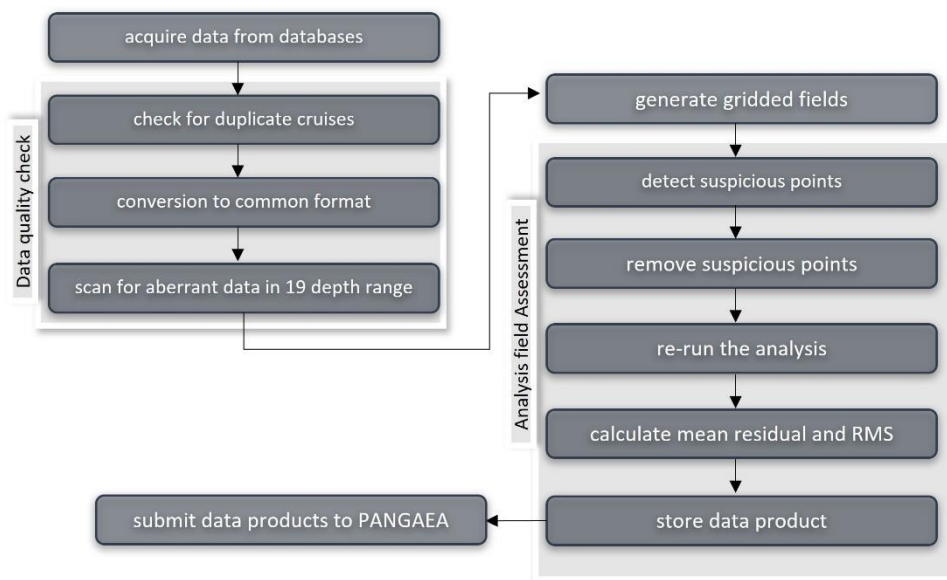 acquire data from databases
Data quality check
check for duplicate cruises
conversion to common format
scan for aberrant data in 19 depth range
generate gridded fields
Analysis field Assessment
detect suspicious points
remove suspicious points
re-run the analysis
calculate mean residual and RMS
store data product
submit data products to PANGAEA